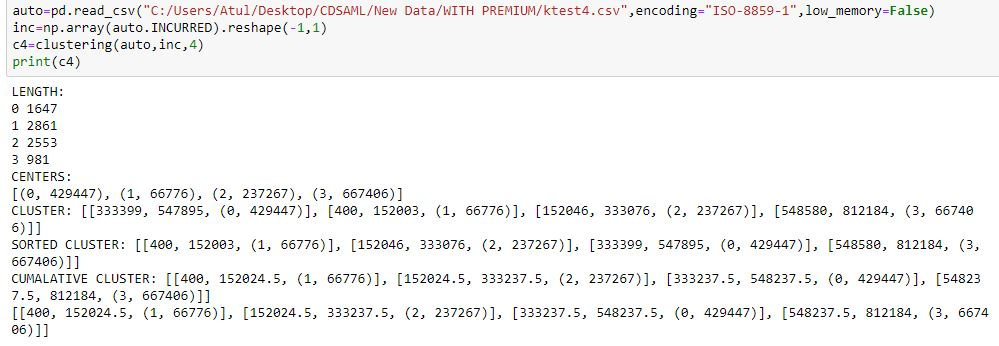 auto=pd.read_csv("C:/Users/Atul/Desktop/CDSAML/New Data/WITH PREMIUM/ktest4.csv",encoding="ISO-8859-1",low_memory=False)
inc=np.array(auto.INCURRED).reshape(-1,1)
c4=clustering(auto,inc,4)
print(c4)
LENGTH:
0 1647
1 2861
2 2553
3 981
CENTERS:
[(0, 429447), (1, 66776), (2, 237267), (3, 667406)]
CLUSTER: [[333399, 547895, (0, 429447)], [400, 152003, (1, 66776)], [152046, 333076, (2, 237267)], [548580, 812184, (3, 66740
6)]]
SORTED CLUSTER: [[400, 152003, (1, 66776)], [152046, 333076, (2, 237267)], [333399, 547895, (0, 429447)], [548580, 812184, (3,
667406)]]
CUMALATIVE CLUSTER: [[400, 152024.5, (1, 66776)], [152024.5, 333237.5, (2, 237267)], [333237.5, 548237.5, (0, 429447)], [54823
7.5, 812184, (3, 667406)]]
[[400, 152024.5, (1, 66776)], [152024.5, 333237.5, (2, 237267)], [333237.5, 548237.5, (0, 429447)], [548237.5, 812184, (3, 6674
06)]]